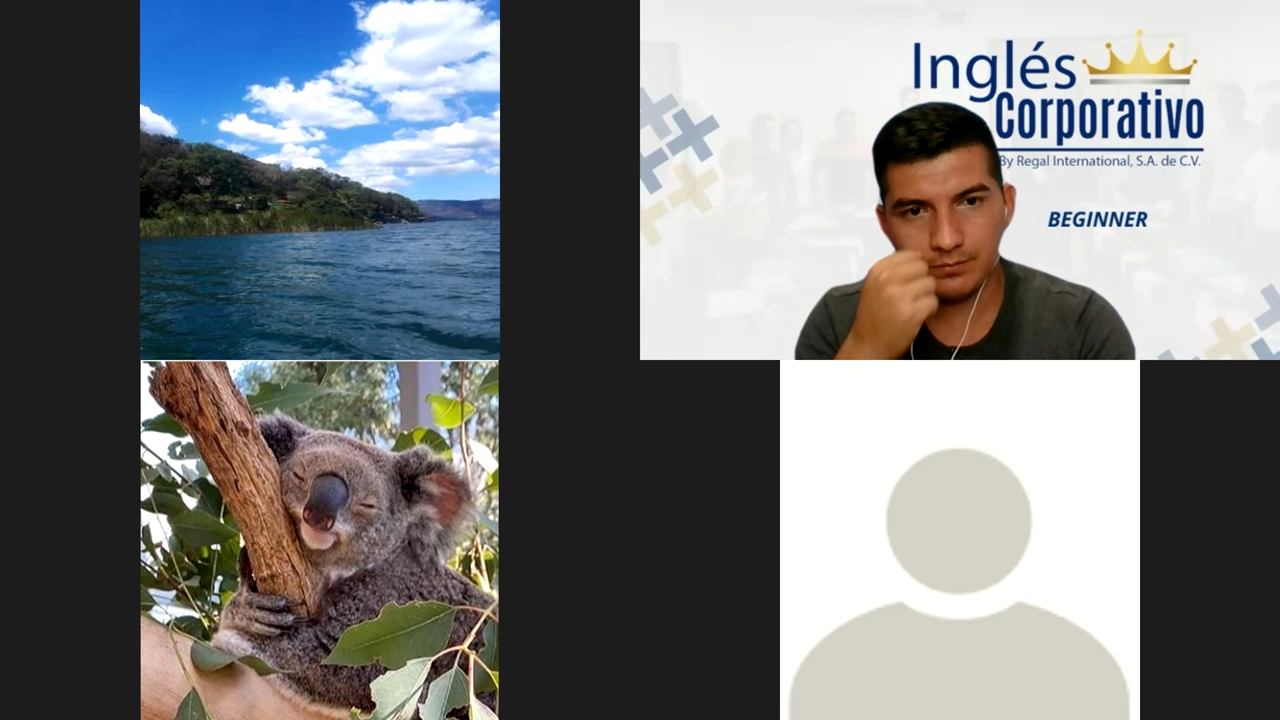 Inglés
Corporativo
By Regal International, S.A. de C.V.
BEGINNER